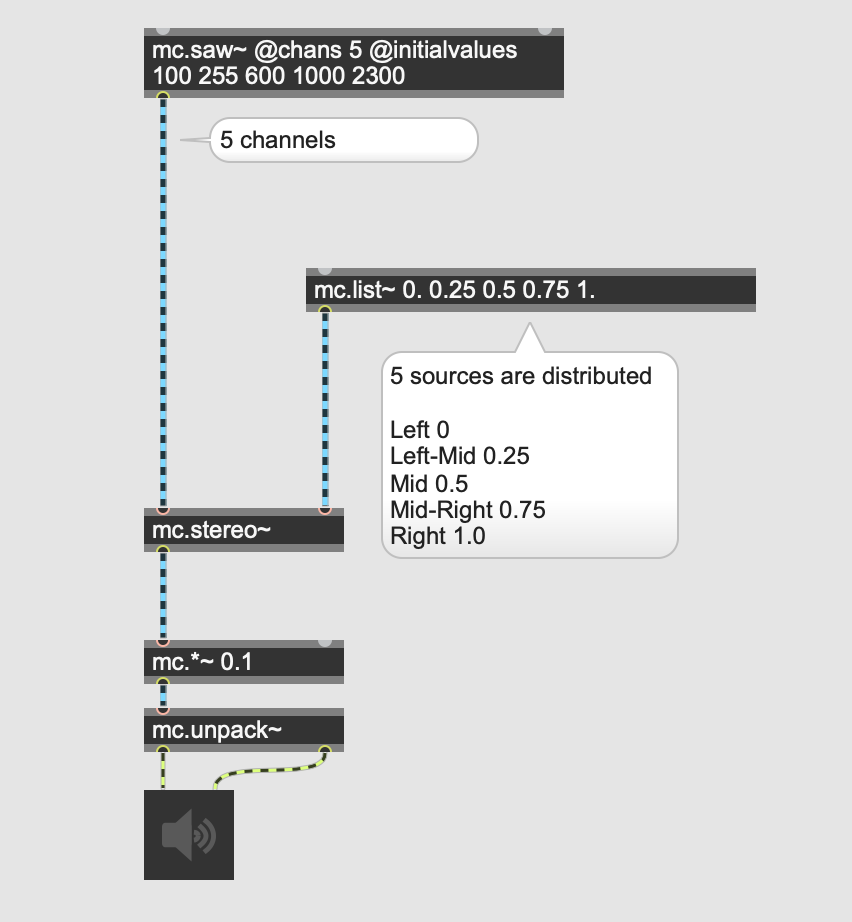 mc.saw~ @chans 5 @initialvalues
100 255 600 1000 2300
5 channels
mc.list~ 0. 0.25 0.5 0.75 1.
5 sources are distributed
Left 0
Left-Mid 0.25
Mid 0.5
Mid-Right 0.75
Right 1.0
mc.stereo~
mc.*~ 0.1
mc.unpack~